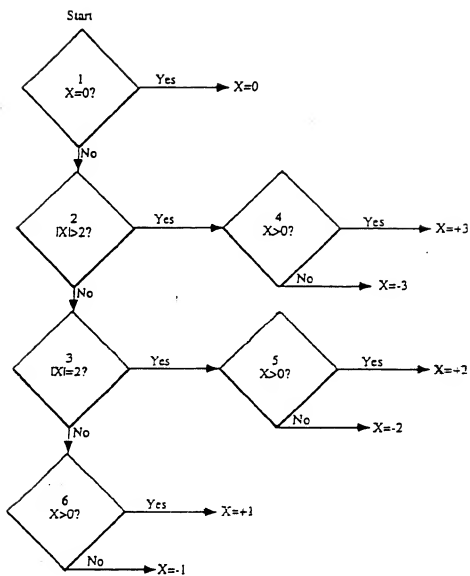 Start
1
X=0?
Yes
X=0
No
2
|X|>2?
Yes
4
X>0?
Yes
X=+3
No
X=-3
No
3
|X|=2?
Yes
5
X>0?
Yes
X=+2
No
X=-2
No
6
X>0?
Yes
X=+1
No
X=-1